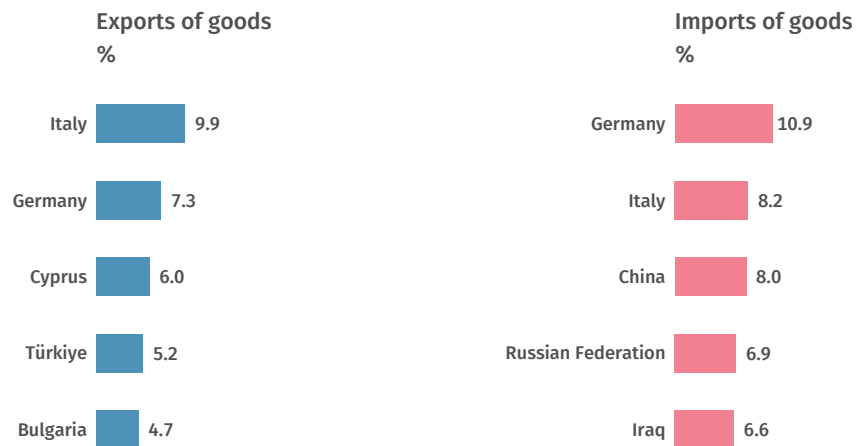 Exports of goods
%
Italy 9.9
Germany 7.3
Cyprus 6.0
Türkiye 5.2
Bulgaria 4.7
Imports of goods
%
Germany 10.9
Italy 8.2
China 8.0
Russian Federation 6.9
Iraq 6.6